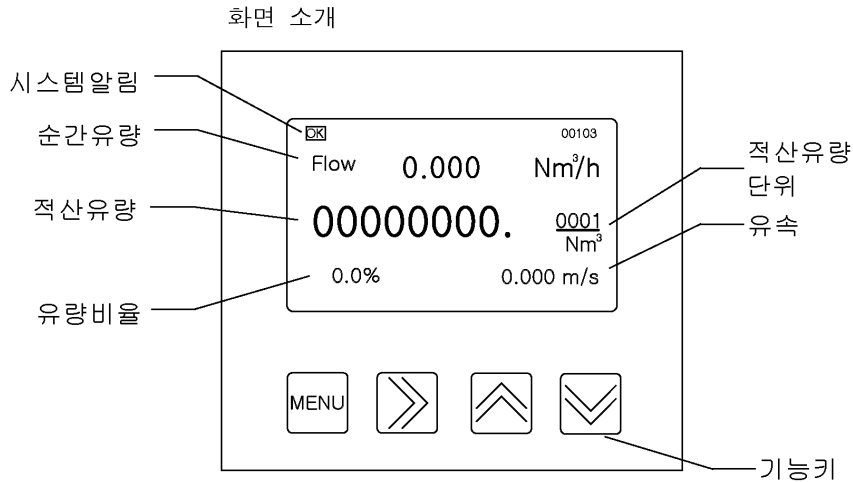 화면 소개
시스템알림
순간유량
적산유량
유량비율
OK
00103
Flow 0.000 Nm³/h
00000000. 0001
Nm³
0.0% 0.000 m/s
적산유량
단위
유속
MENU
기능키